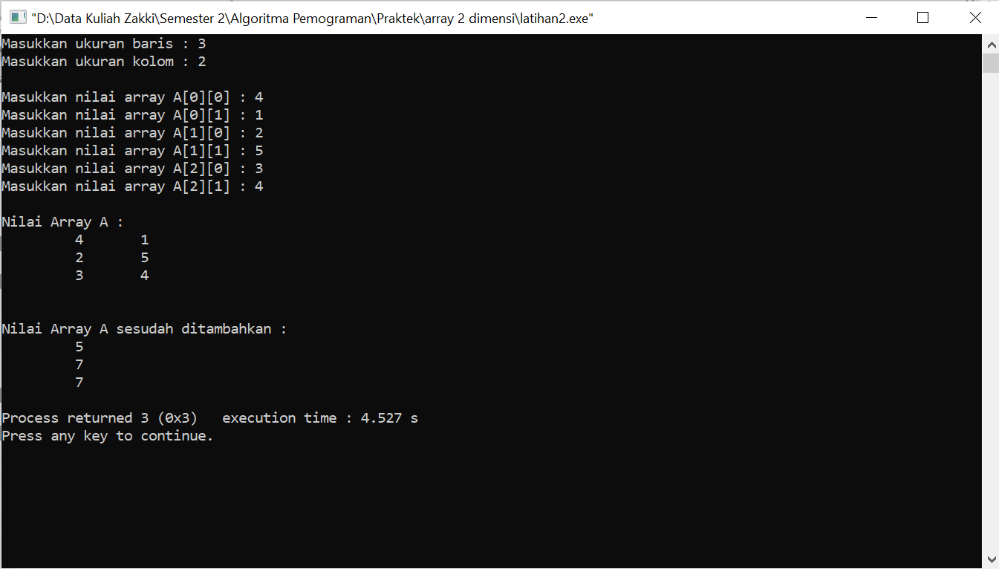 "D:\Data Kuliah Zakki\Semester 2\Algoritma Pemograman\Praktek\array 2 dimensi\latihan2.exe"
Masukkan ukuran baris : 3
Masukkan ukuran kolom : 2
Masukkan nilai array A[0][0] : 4
Masukkan nilai array A[0][1] : 1
Masukkan nilai array A[1][0] : 2
Masukkan nilai array A[1][1] : 5
Masukkan nilai array A[2][0] : 3
Masukkan nilai array A[2][1] : 4
Nilai Array A :
4 1
2 5
3 4
Nilai Array A sesudah ditambahkan :
5
7
7
Process returned 3 (0x3)   execution time : 4.527 s
Press any key to continue.